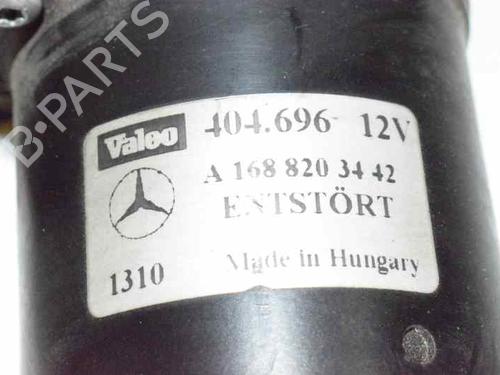 B-PARTS
Valeo 404.696 12V
A 168 820 34 42
ENTSTÖRT
1310 Made in Hungary